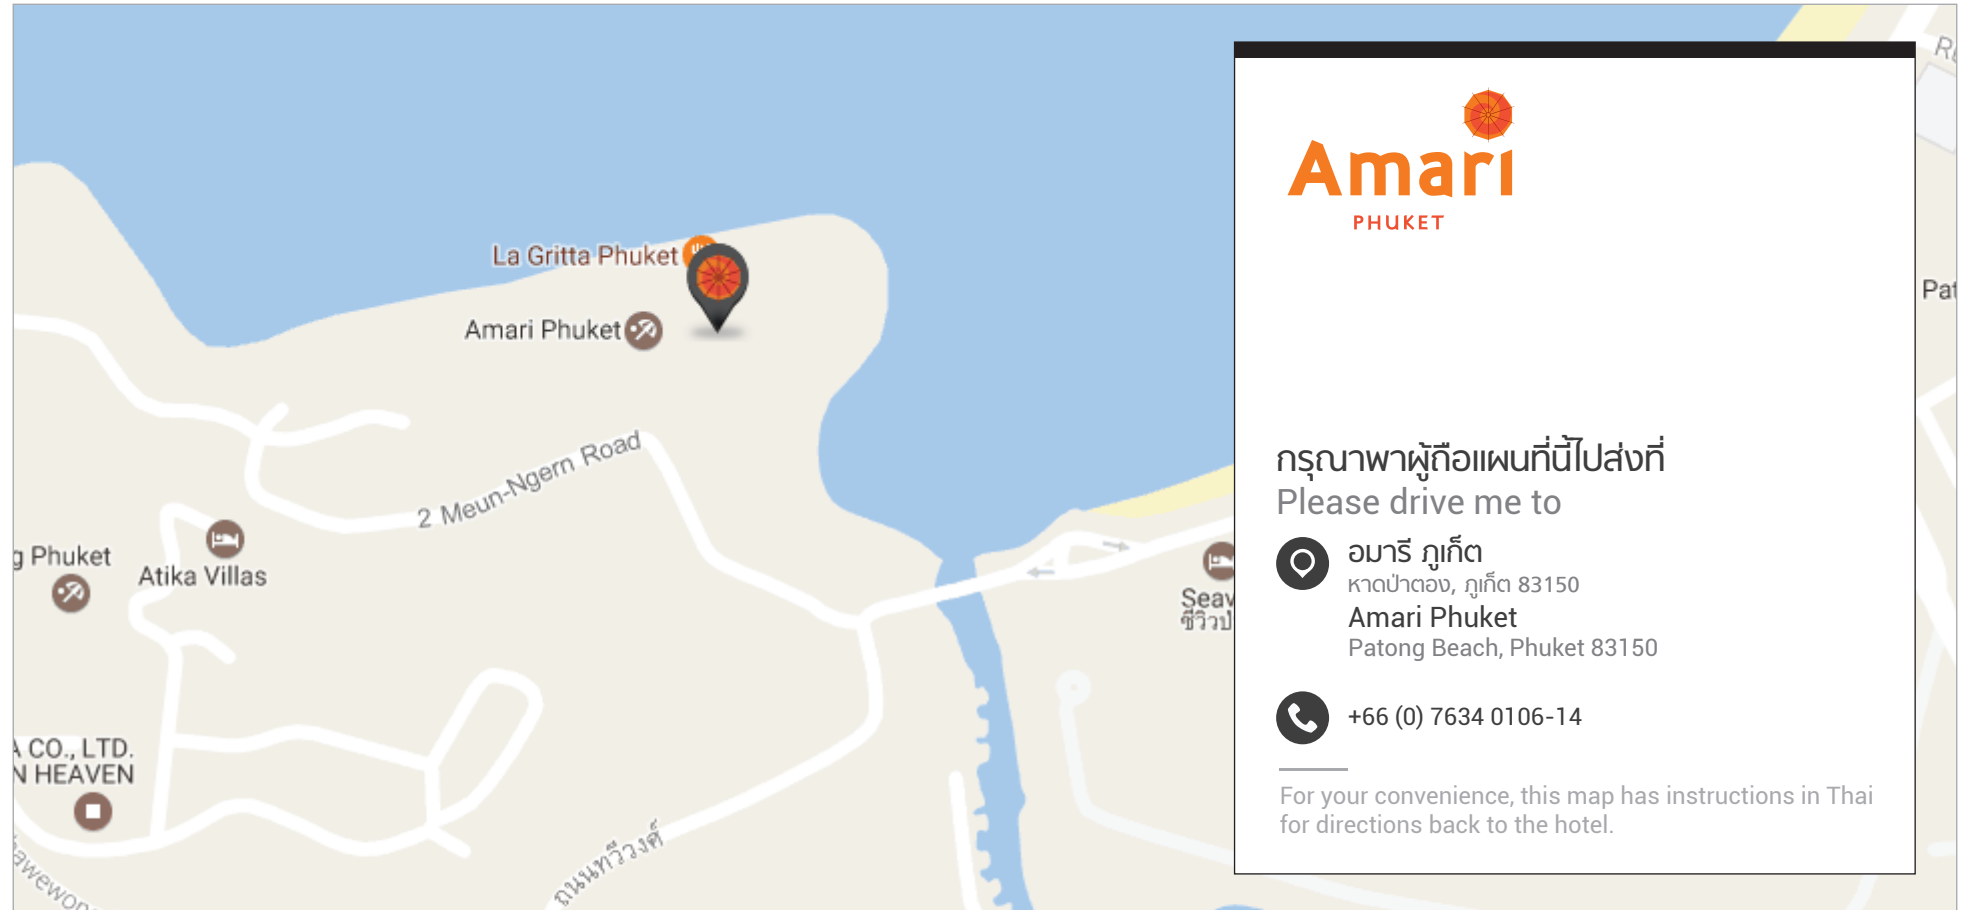 La Gritta Phuket
Amari Phuket
2 Meun-Ngern Road
Phuket
Atika Villas
CO., LTD.
HEAVEN
ถนนทวีวงศ์
Amari
PHUKET
กรุณาพาผู้ถือแผนที่นี้ไปส่งที่
Please drive me to
อมารี ภูเก็ต
หาดป่าตอง, ภูเก็ต 83150
Amari Phuket
Patong Beach, Phuket 83150
+66 (0) 7634 0106-14
For your convenience, this map has instructions in Thai
for directions back to the hotel.